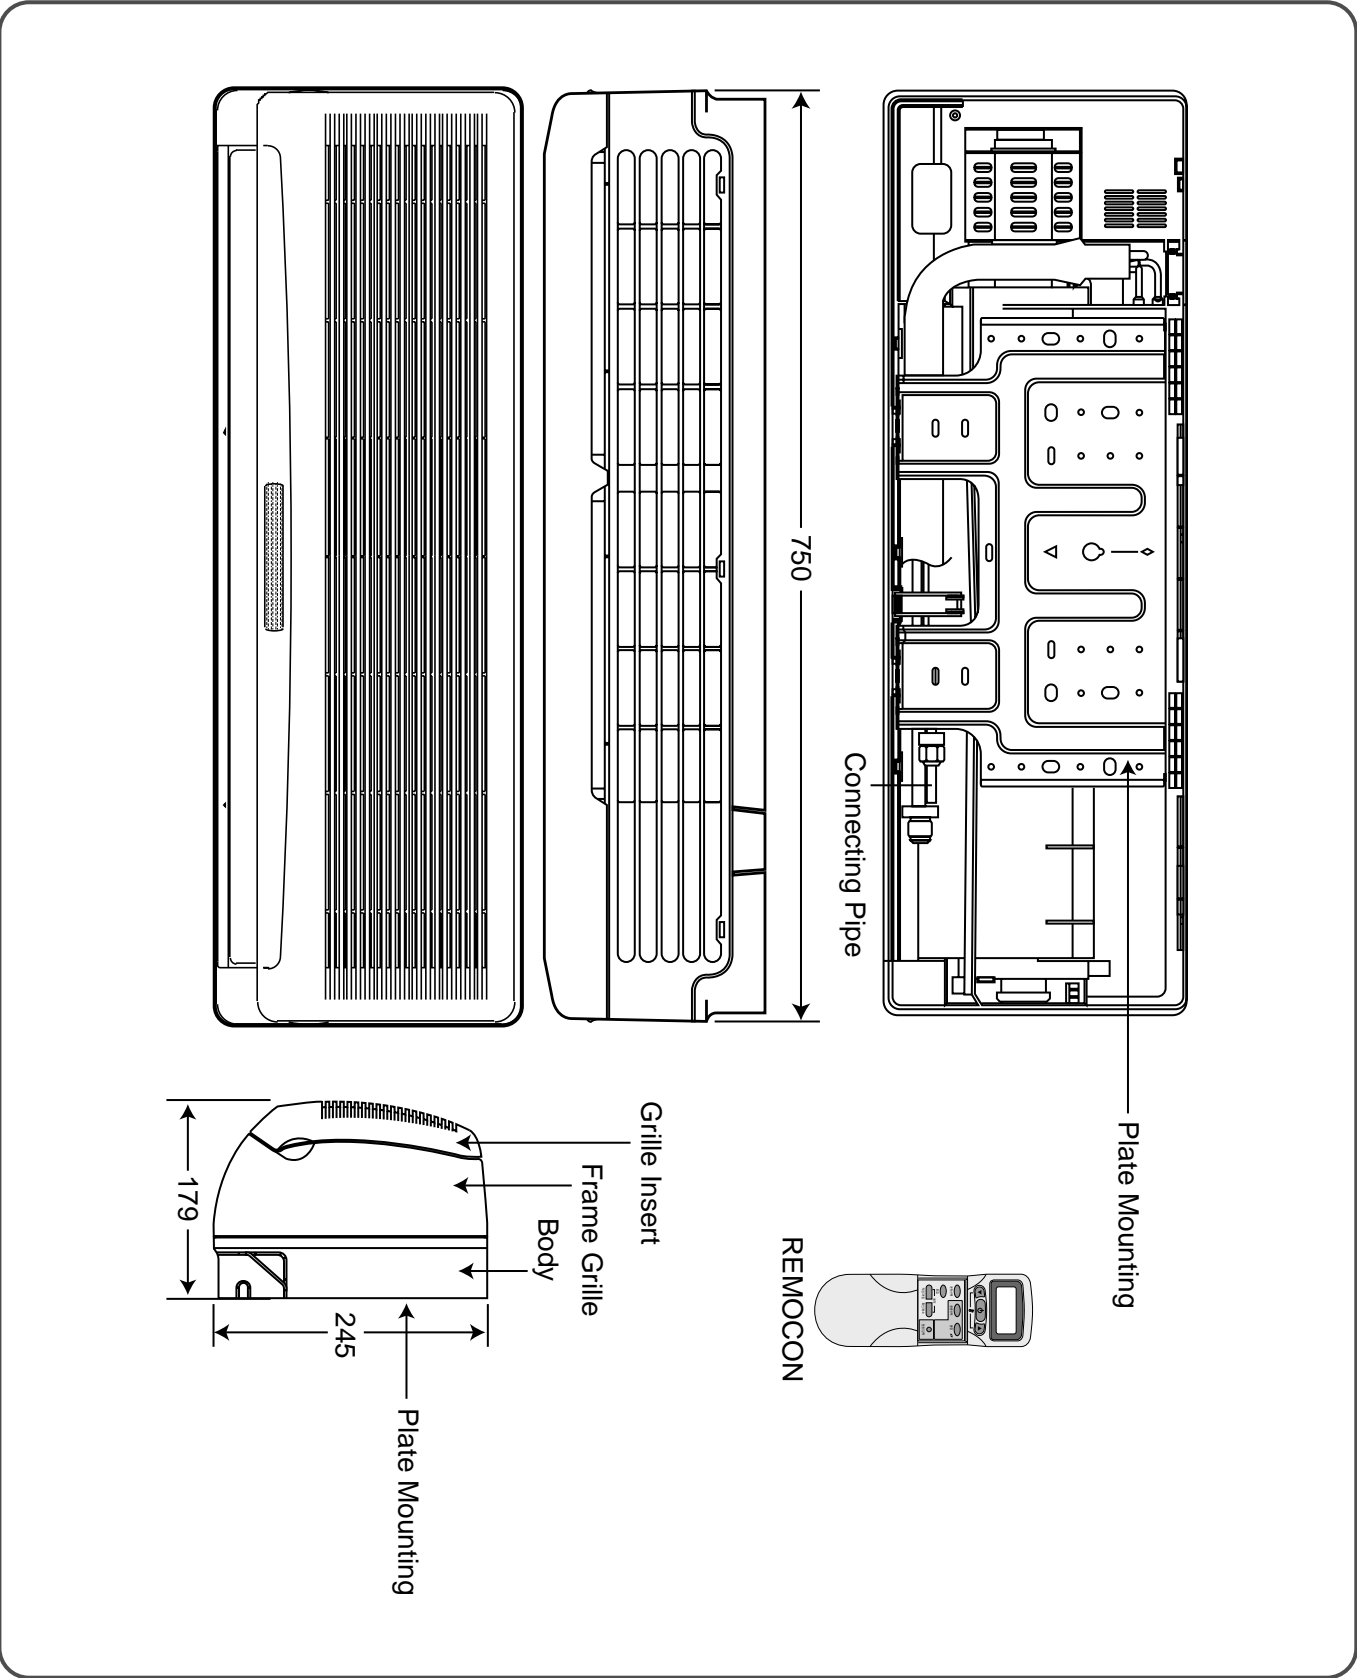 750
Connecting Pipe
Plate Mounting
Grille Insert
Frame Grille
Body
179
245
Plate Mounting
REMOCON